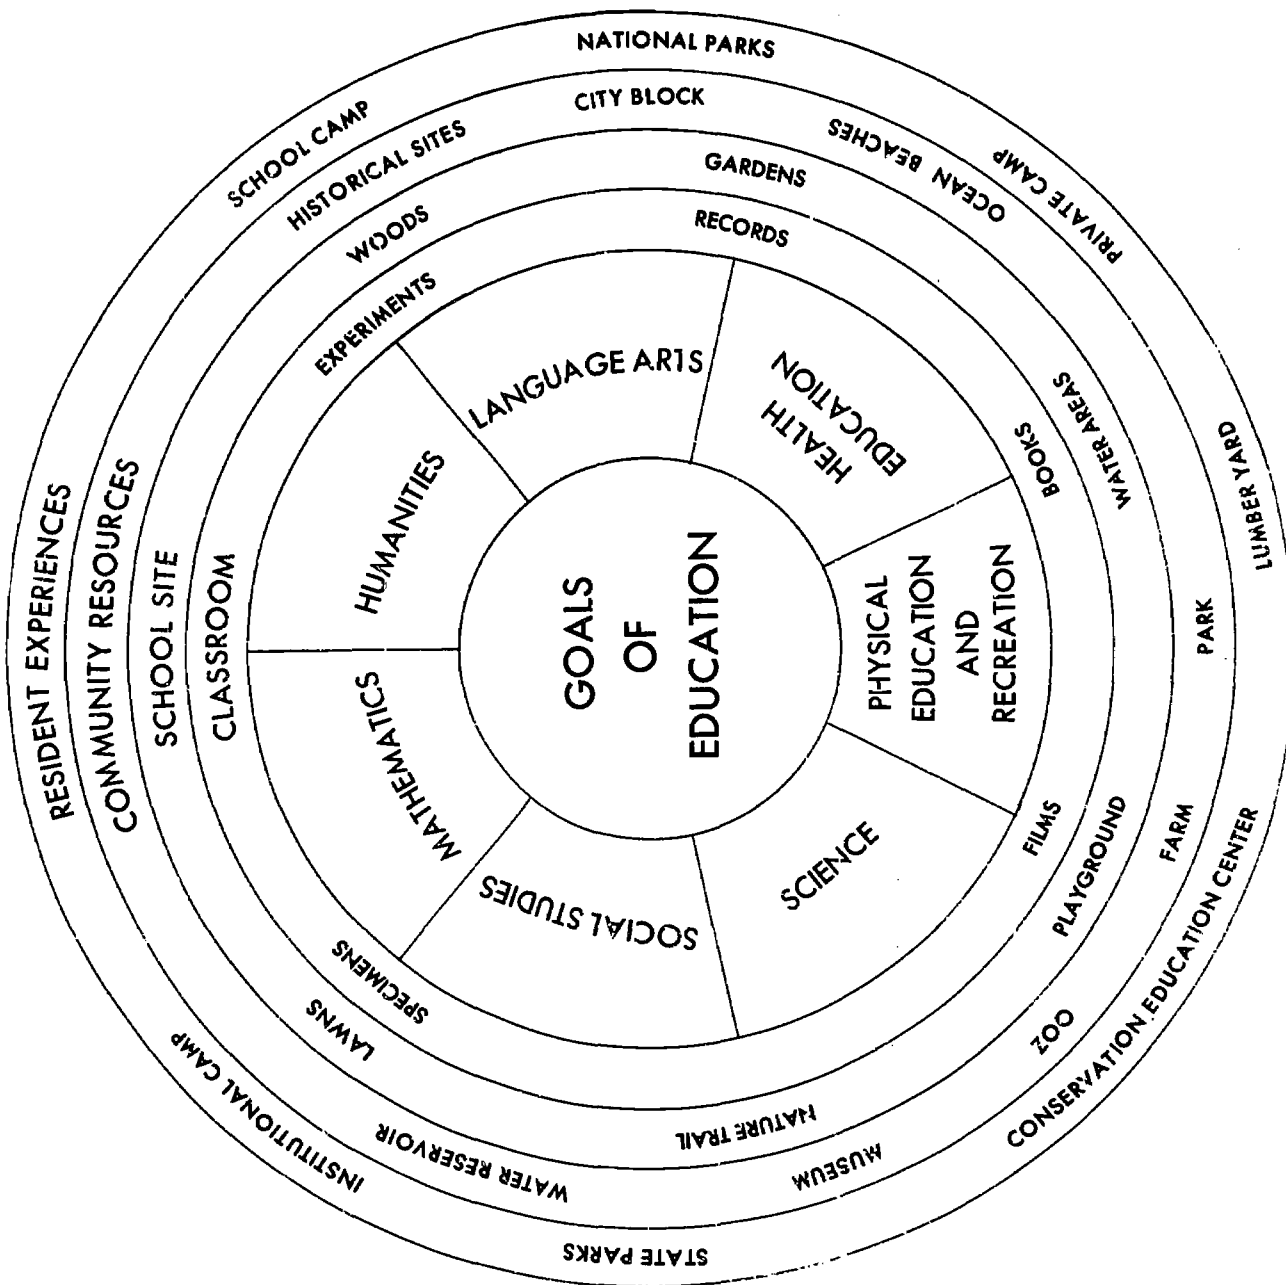 GOALS
OF
EDUCATION
HUMANITIES
LANGUAGE ARTS
HEALTH
EDUCATION
PHYSICAL
EDUCATION
AND
RECREATION
SCIENCE
SOCIAL STUDIES
MATHEMATICS
CLASSROOM
EXPERIMENTS
RECORDS
BOOKS
FILMS
SPECIMENS
SCHOOL SITE
WOODS
GARDENS
WATER AREAS
PLAYGROUND
NATURE TRAIL
LAWNS
COMMUNITY RESOURCES
HISTORICAL SITES
CITY BLOCK
OCEAN BEACHES
PARK
FARM
ZOO
MUSEUM
WATER RESERVOIR
RESIDENT EXPERIENCES
SCHOOL CAMP
NATIONAL PARKS
PRIVATE CAMP
LUMBER YARD
CONSERVATION EDUCATION CENTER
STATE PARKS
INSTITUTIONAL CAMP